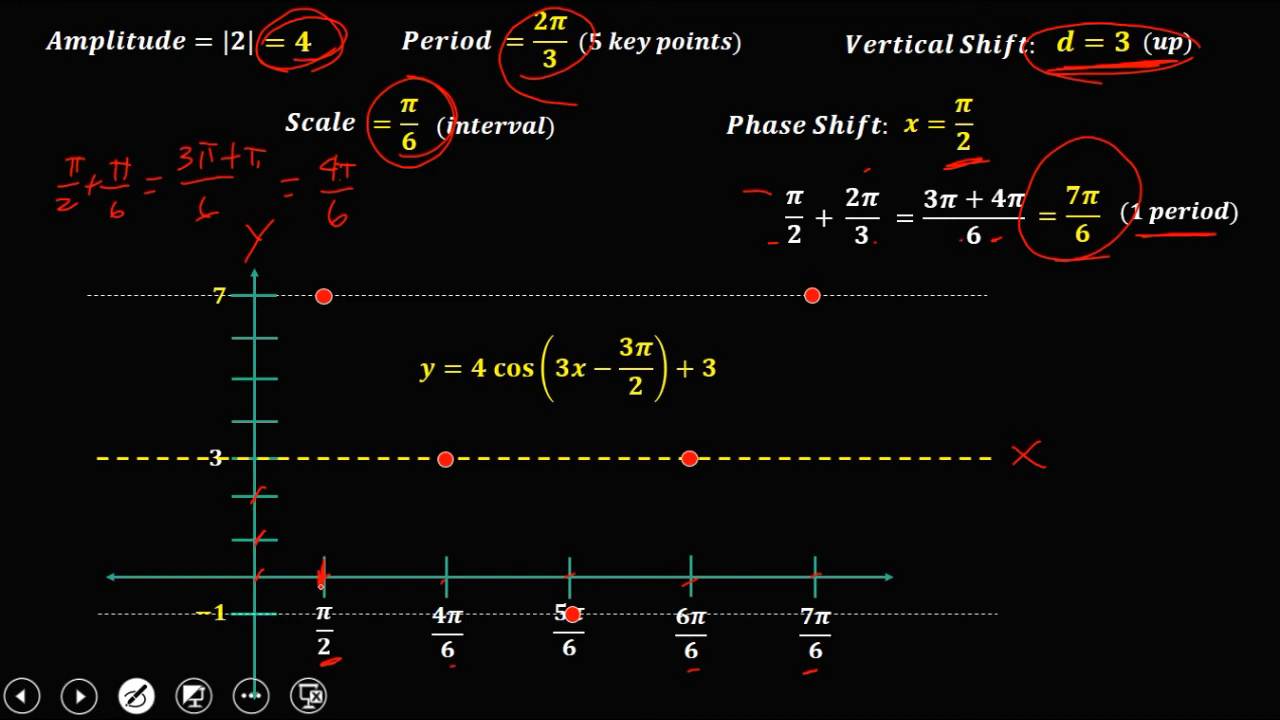 Amplitude = |2| = 4
Period = 2π/3 (5 key points)
Vertical Shift: d = 3 (up)
Scale = π/6 (interval)
Phase Shift: x = π/2
π/2 + π/6 = 3π+π/6 = 4π/6
π/2 + 2π/3 = 3π + 4π/6 = 7π/6 (1 period)
Y
7
y = 4 cos(3x − 3π/2) + 3
3
X
−1
π/2 4π/6 5π/6 6π/6 7π/6